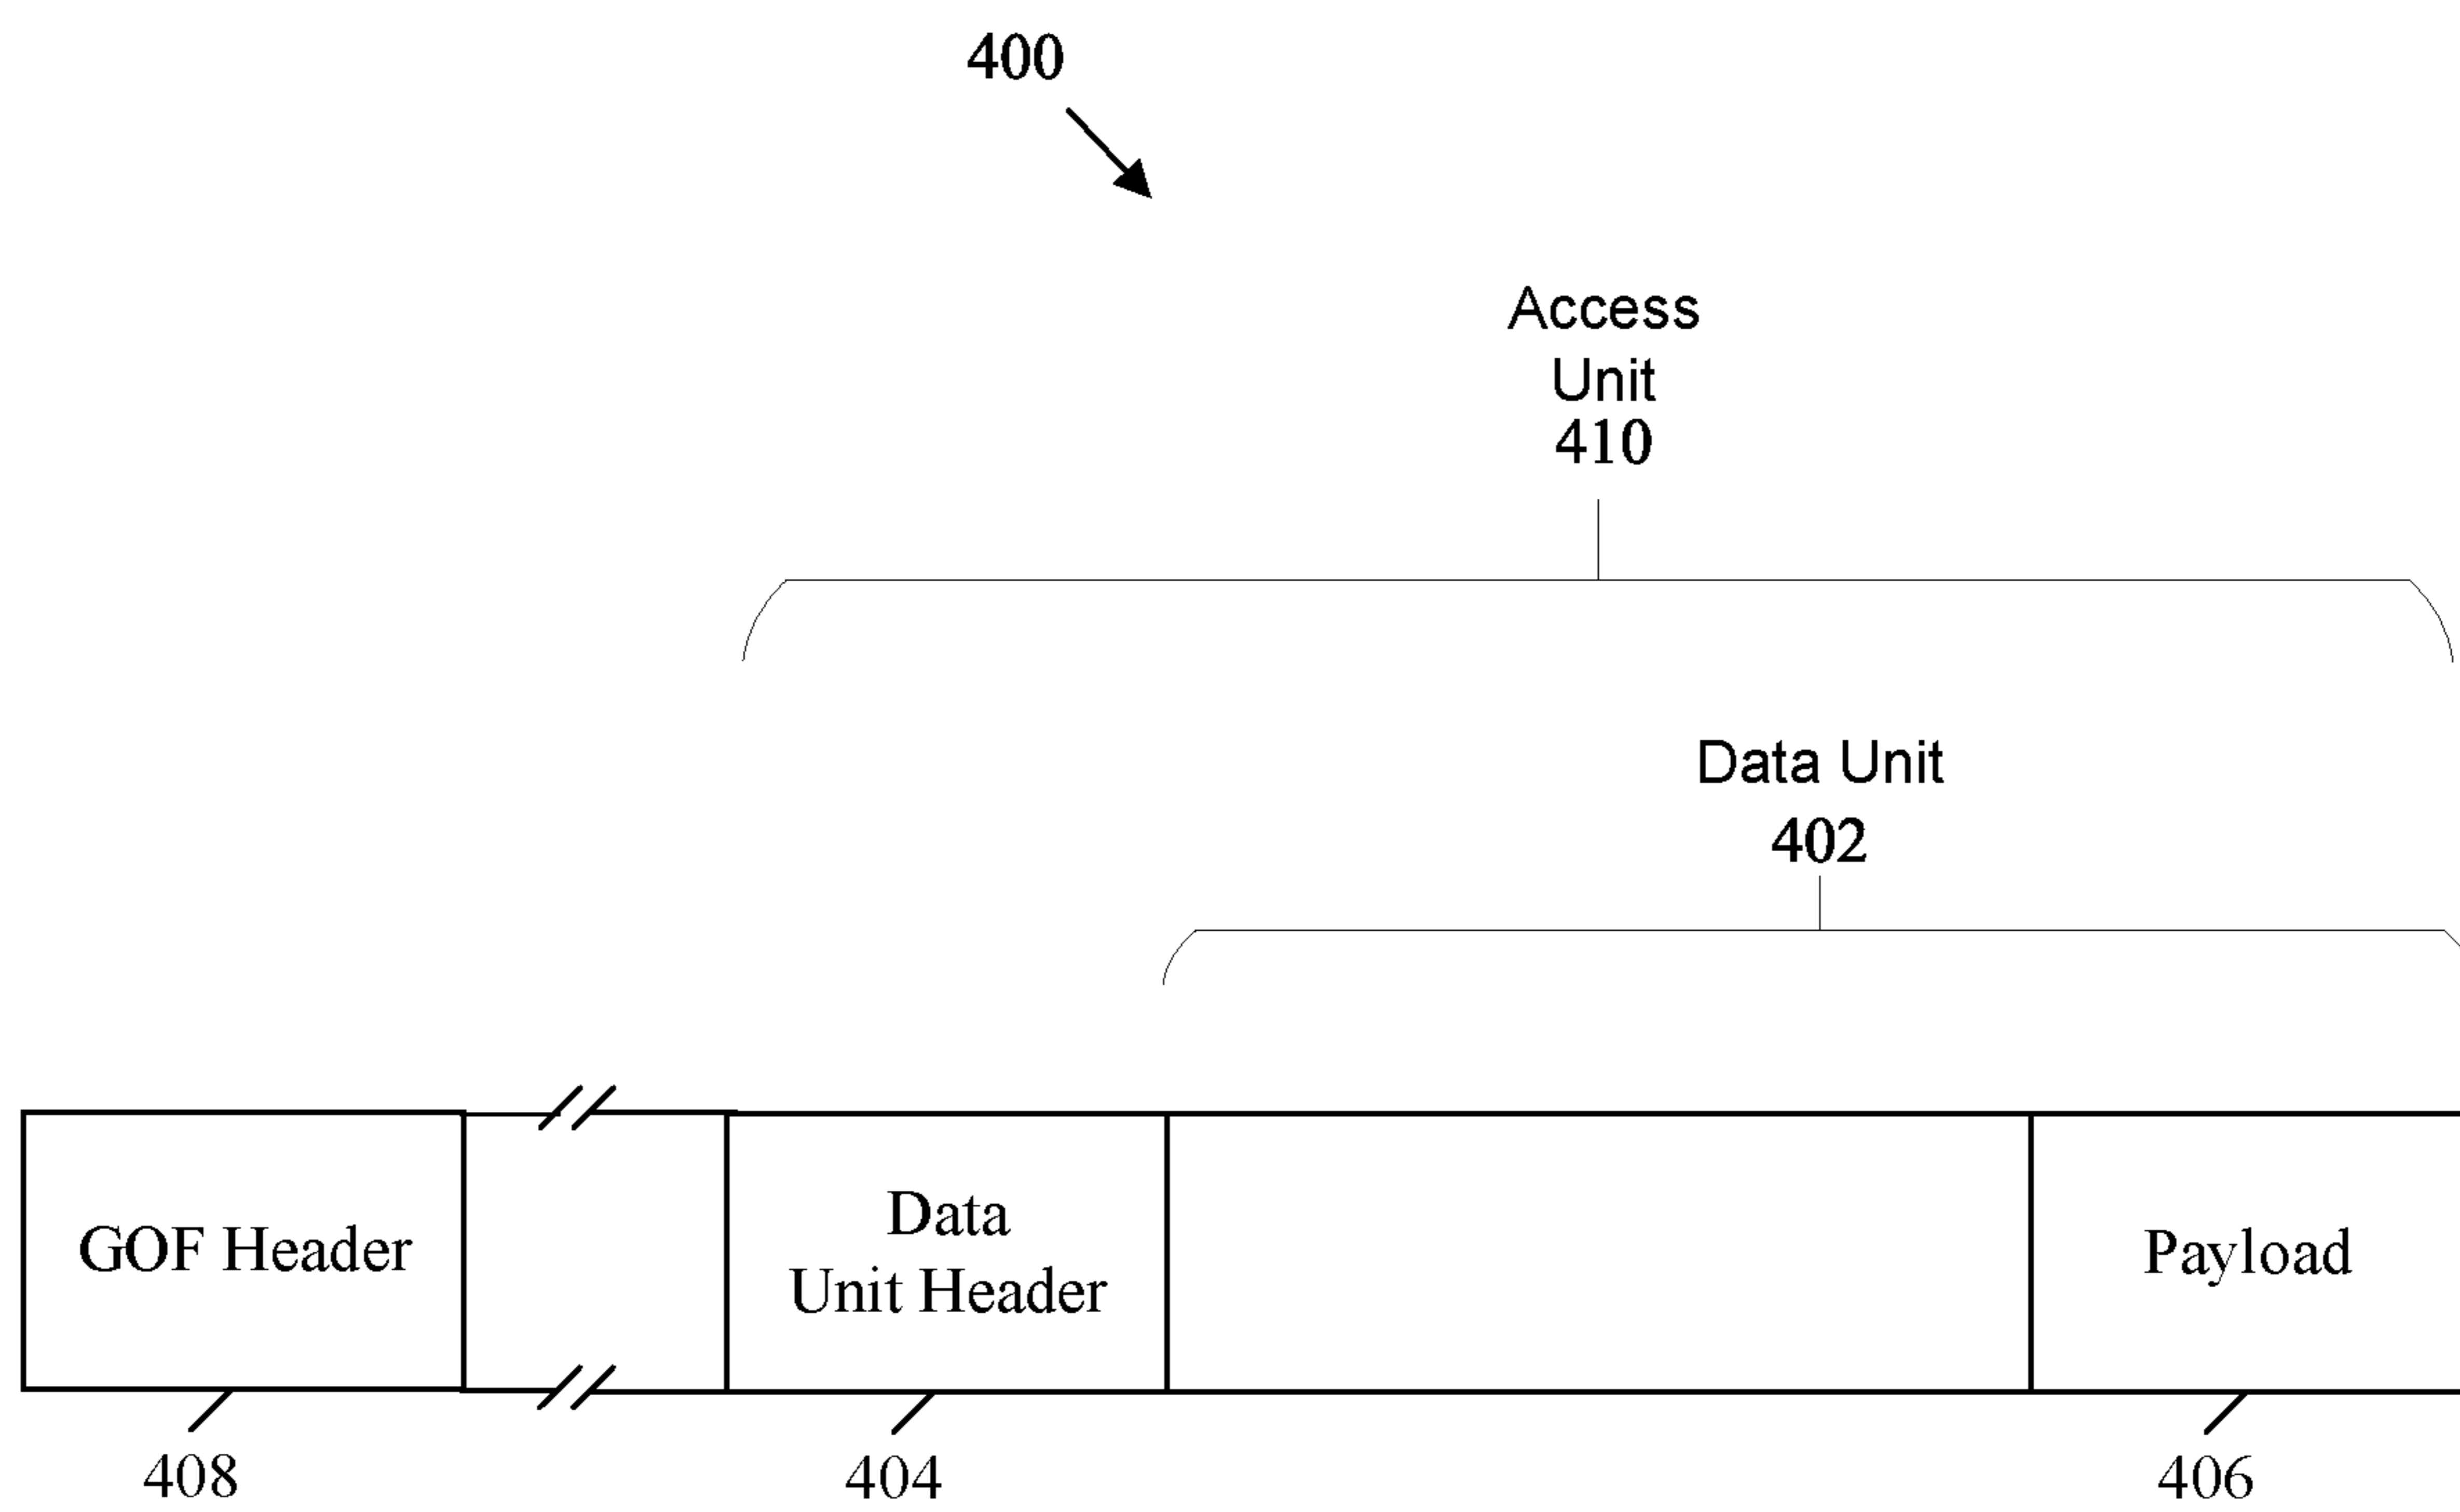 400
Access
Unit
410
Data Unit
402
GOF Header
Data
Unit Header
Payload
408
404
406